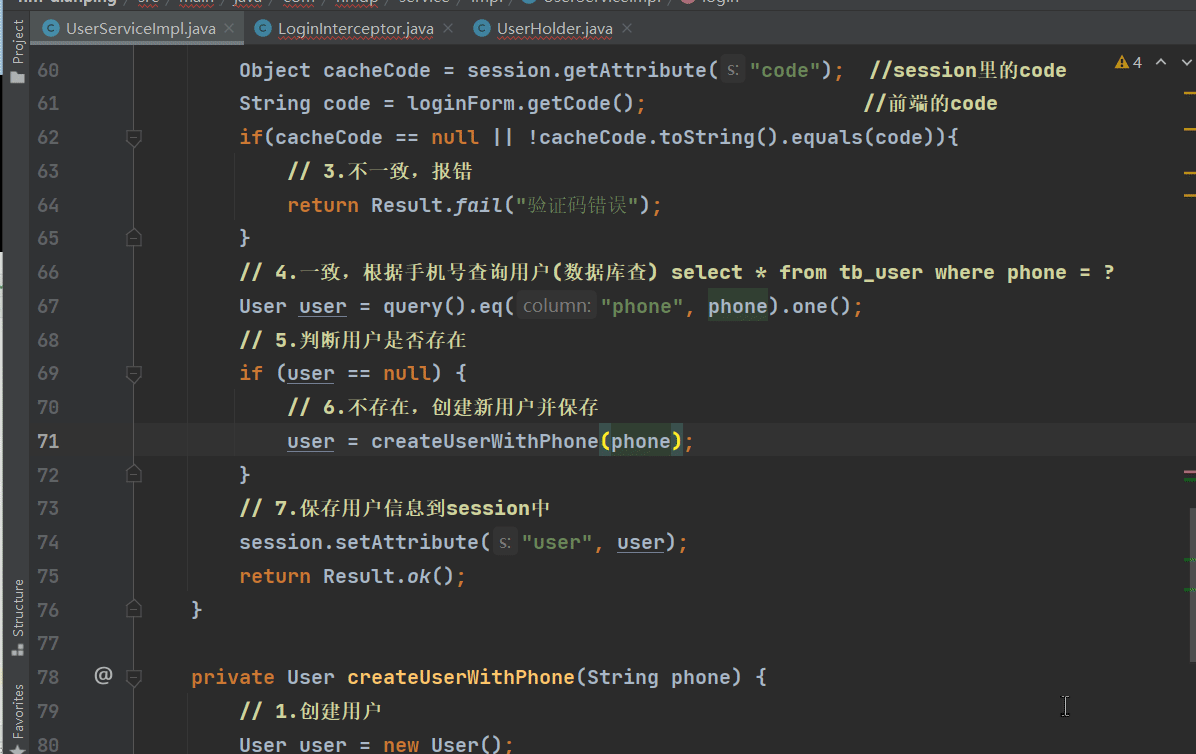 hm-dianping src main java com hmdp service impl UserServiceImpl login
UserServiceImpl.java LoginInterceptor.java UserHolder.java
Project
4
60 Object cacheCode = session.getAttribute( s: "code"); //session里的code
61 String code = loginForm.getCode(); //前端的code
62 if(cacheCode == null || !cacheCode.toString().equals(code)){
63 // 3.不一致，报错
64 return Result.fail("验证码错误");
65 }
66 // 4.一致，根据手机号查询用户(数据库查) select * from tb_user where phone = ?
67 User user = query().eq( column: "phone", phone).one();
68 // 5.判断用户是否存在
69 if (user == null) {
70 // 6.不存在，创建新用户并保存
71 user = createUserWithPhone(phone);
72 }
73 // 7.保存用户信息到session中
74 session.setAttribute( s: "user", user);
75 return Result.ok();
76 }
77
78 @ private User createUserWithPhone(String phone) {
79 // 1.创建用户
80 User user = new User();
Structure
Favorites